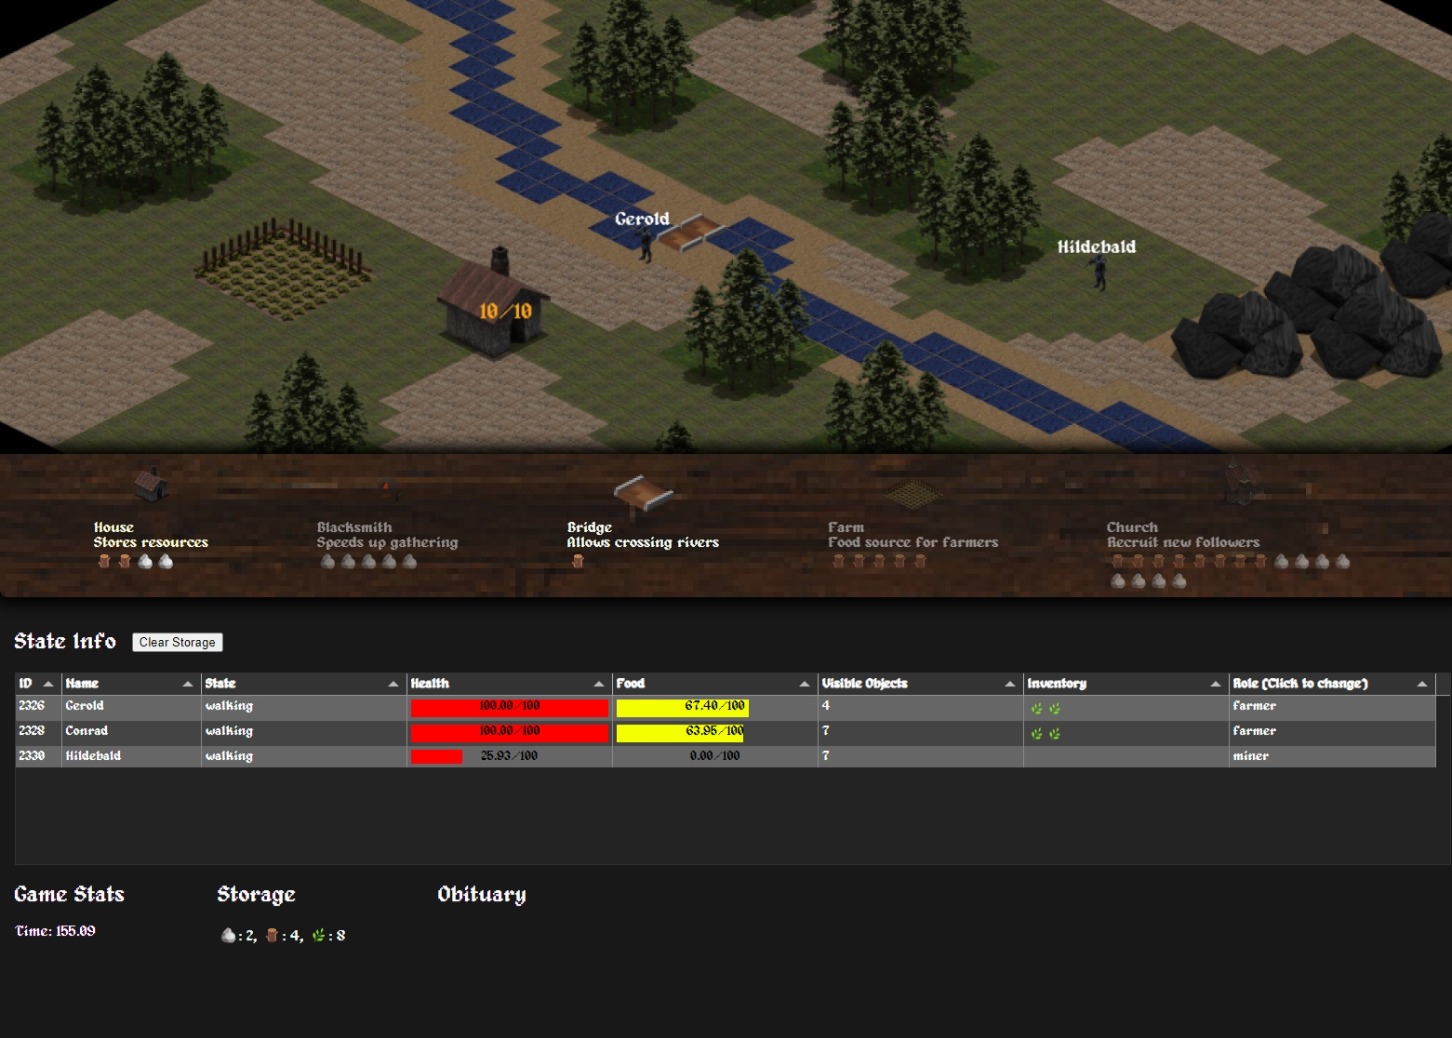 Gerold
Hildebald
10/10
House
Stores resources
Blacksmith
Speeds up gathering
Bridge
Allows crossing rivers
Farm
Food source for farmers
Church
Recruit new followers
State Info
Clear Storage
ID Name State Health Food Visible Objects Inventory Role (Click to change)
2326 Gerold walking 100.00/100 67.40/100 4 farmer
2328 Conrad walking 100.00/100 63.95/100 7 farmer
2330 Hildebald walking 25.93/100 0.00/100 7 miner
Game Stats
Time: 155.09
Storage
: 2, : 4, : 8
Obituary